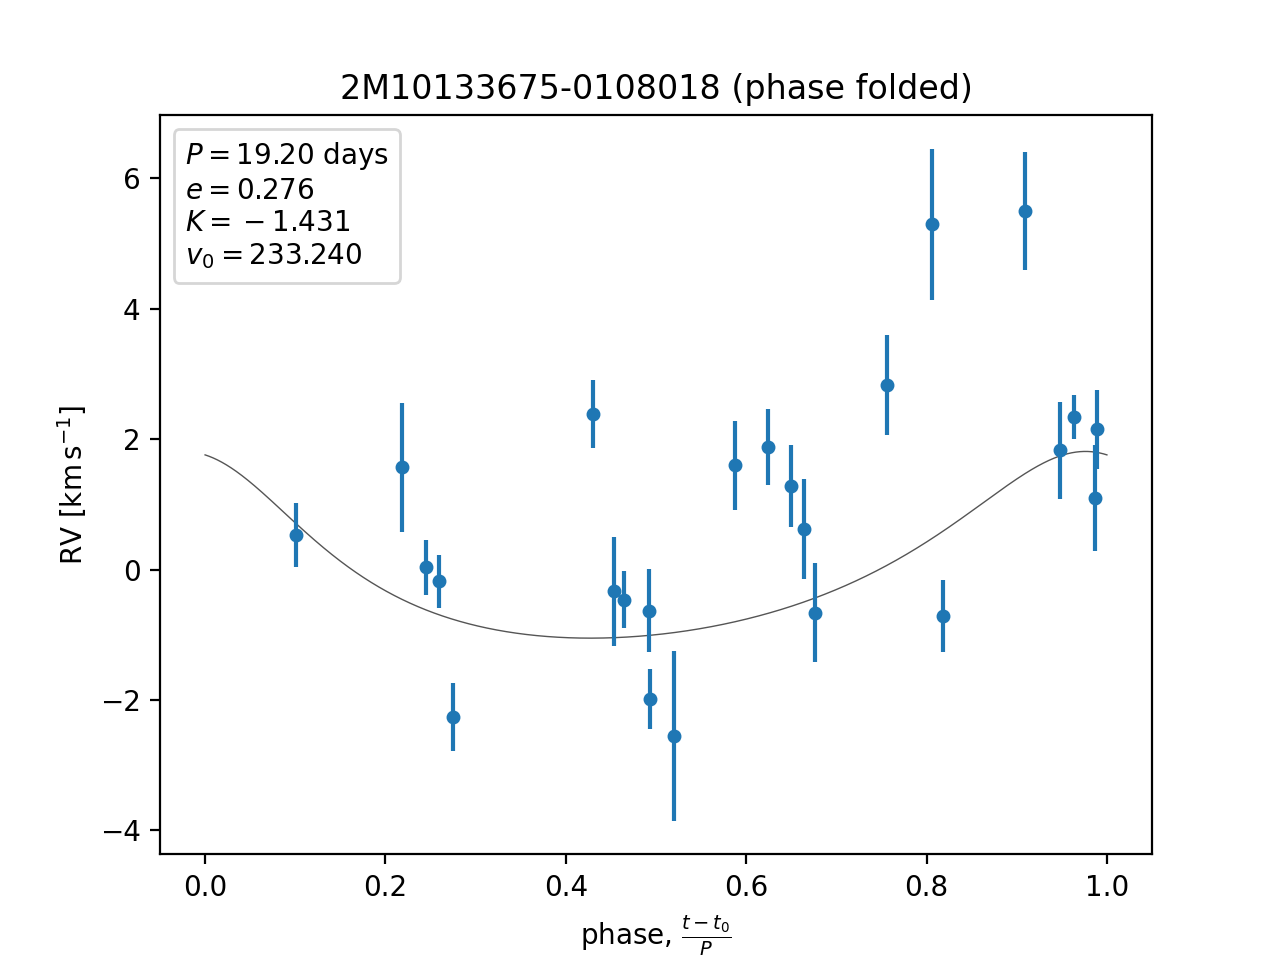 2M10133675-0108018 (phase folded)
P = 19.20 days
e = 0.276
K = −1.431
v₀ = 233.240
RV [km s⁻¹]
6
4
2
0
−2
−4
0.0 0.2 0.4 0.6 0.8 1.0
phase, (t − t₀)/P